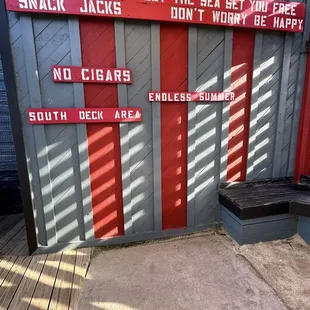 SNACK JACKS
THE SEA SET YOU FREE
DON'T WORRY BE HAPPY
NO CIGARS
ENDLESS SUMMER
SOUTH DECK AREA